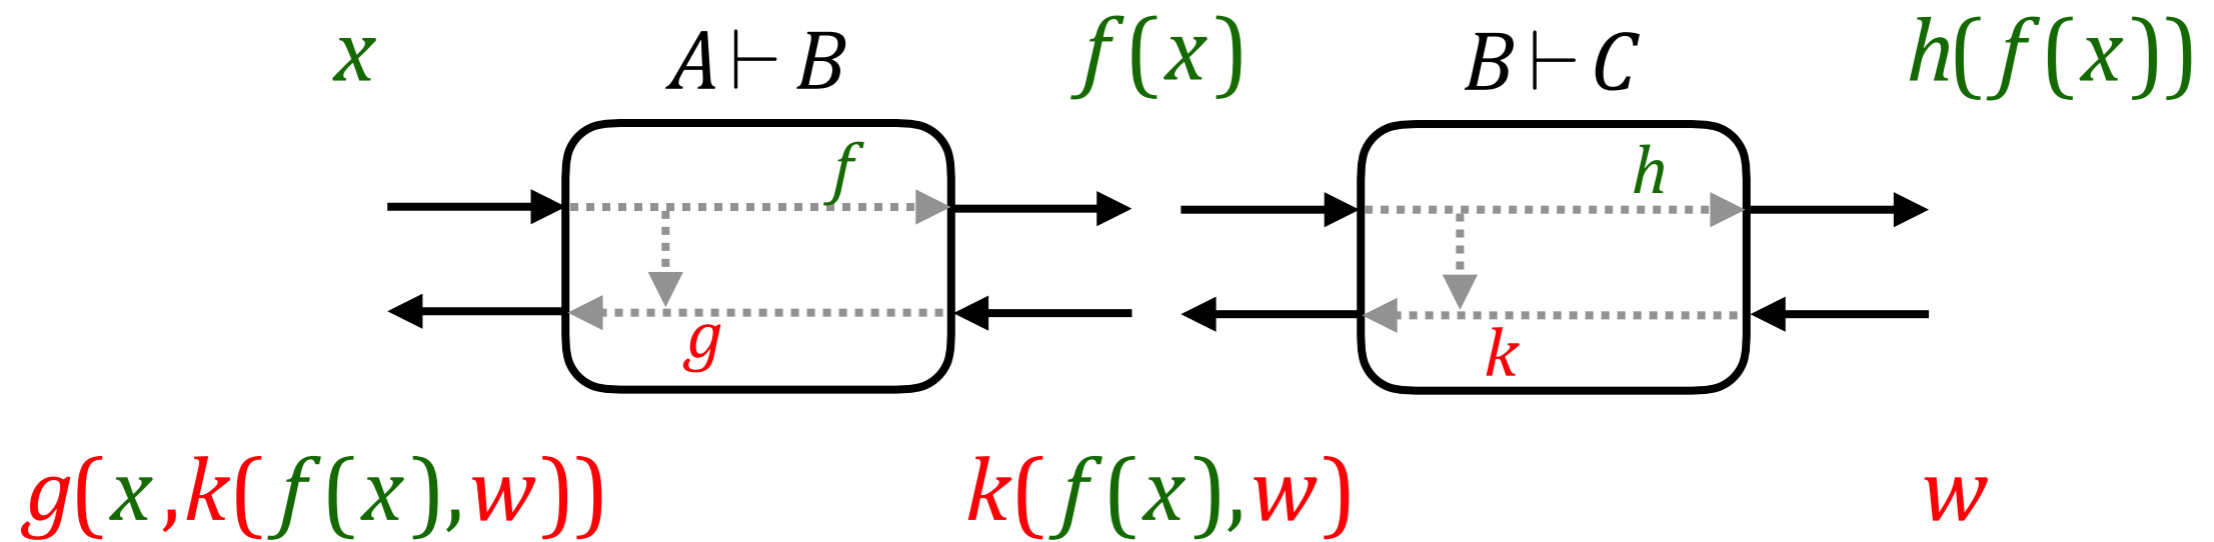 x A ⊢ B f(x) B ⊢ C h(f(x))
f h
g k
g(x,k(f(x),w)) k(f(x),w) w